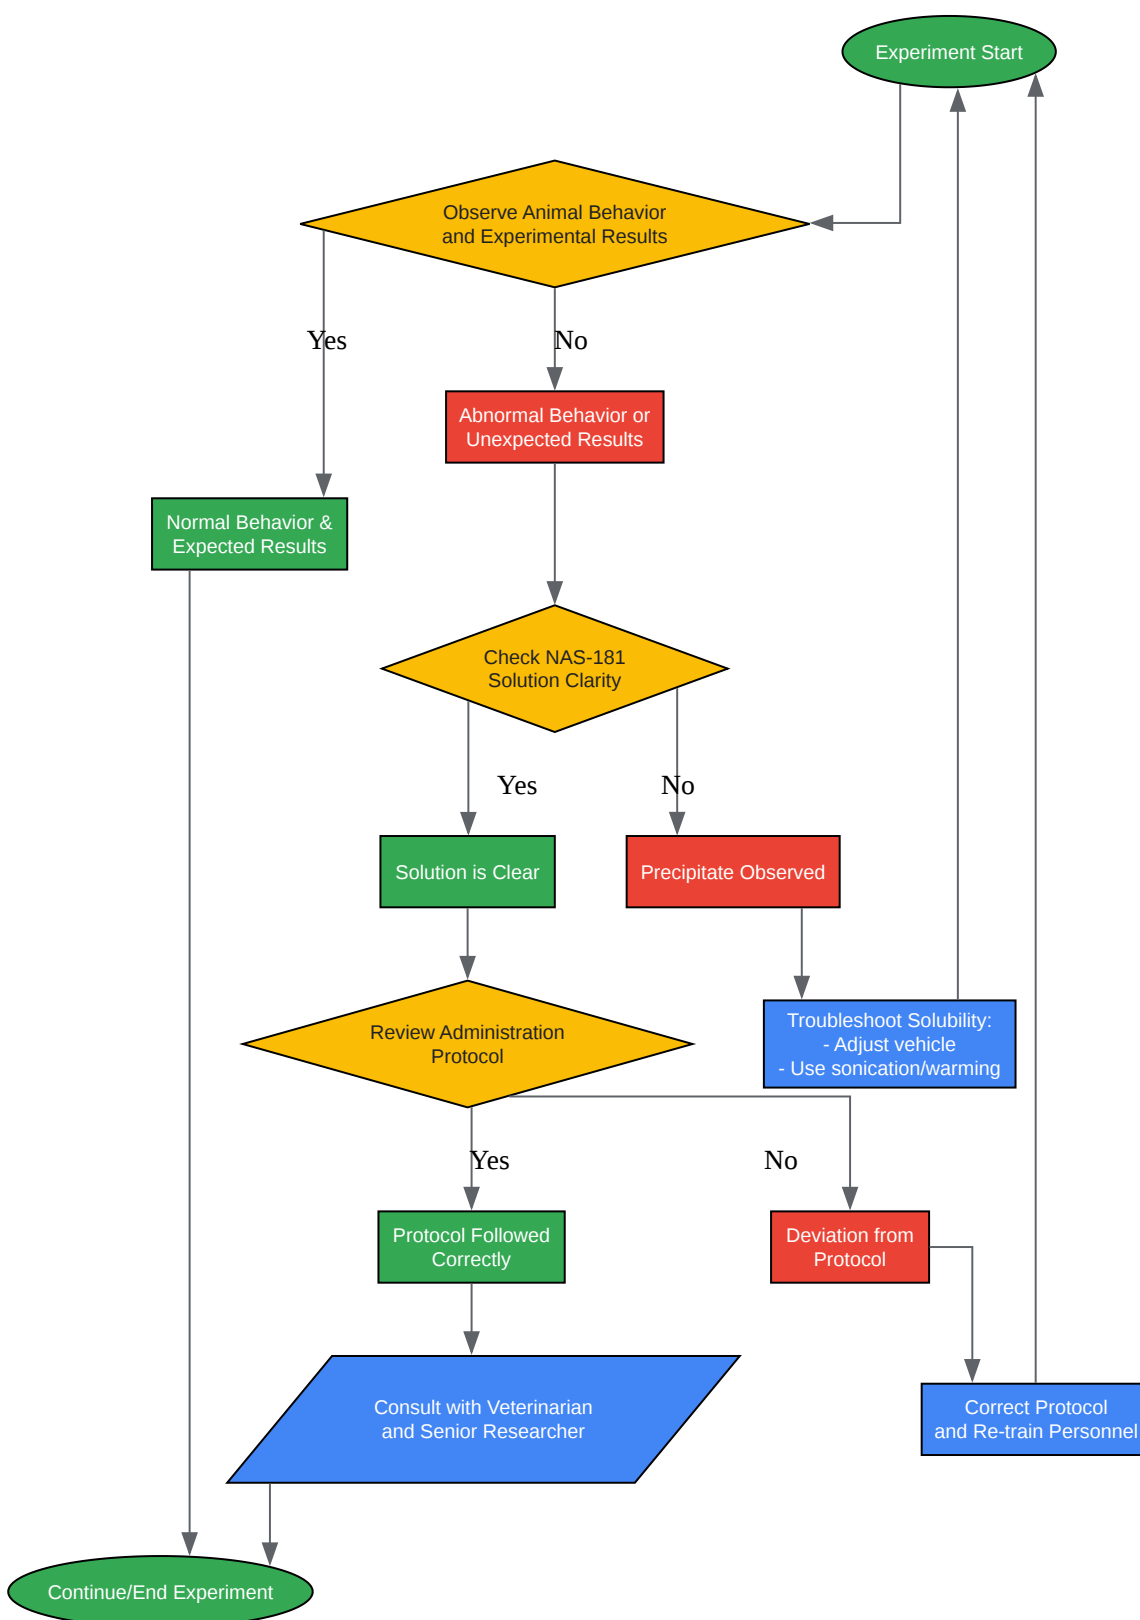 Experiment Start
Observe Animal Behavior
and Experimental Results
Yes
No
Abnormal Behavior or
Unexpected Results
Normal Behavior &
Expected Results
Check NAS-181
Solution Clarity
Yes
No
Solution is Clear
Precipitate Observed
Review Administration
Protocol
Troubleshoot Solubility:
- Adjust vehicle
- Use sonication/warming
Yes
No
Protocol Followed
Correctly
Deviation from
Protocol
Consult with Veterinarian
and Senior Researcher
Correct Protocol
and Re-train Personnel
Continue/End Experiment